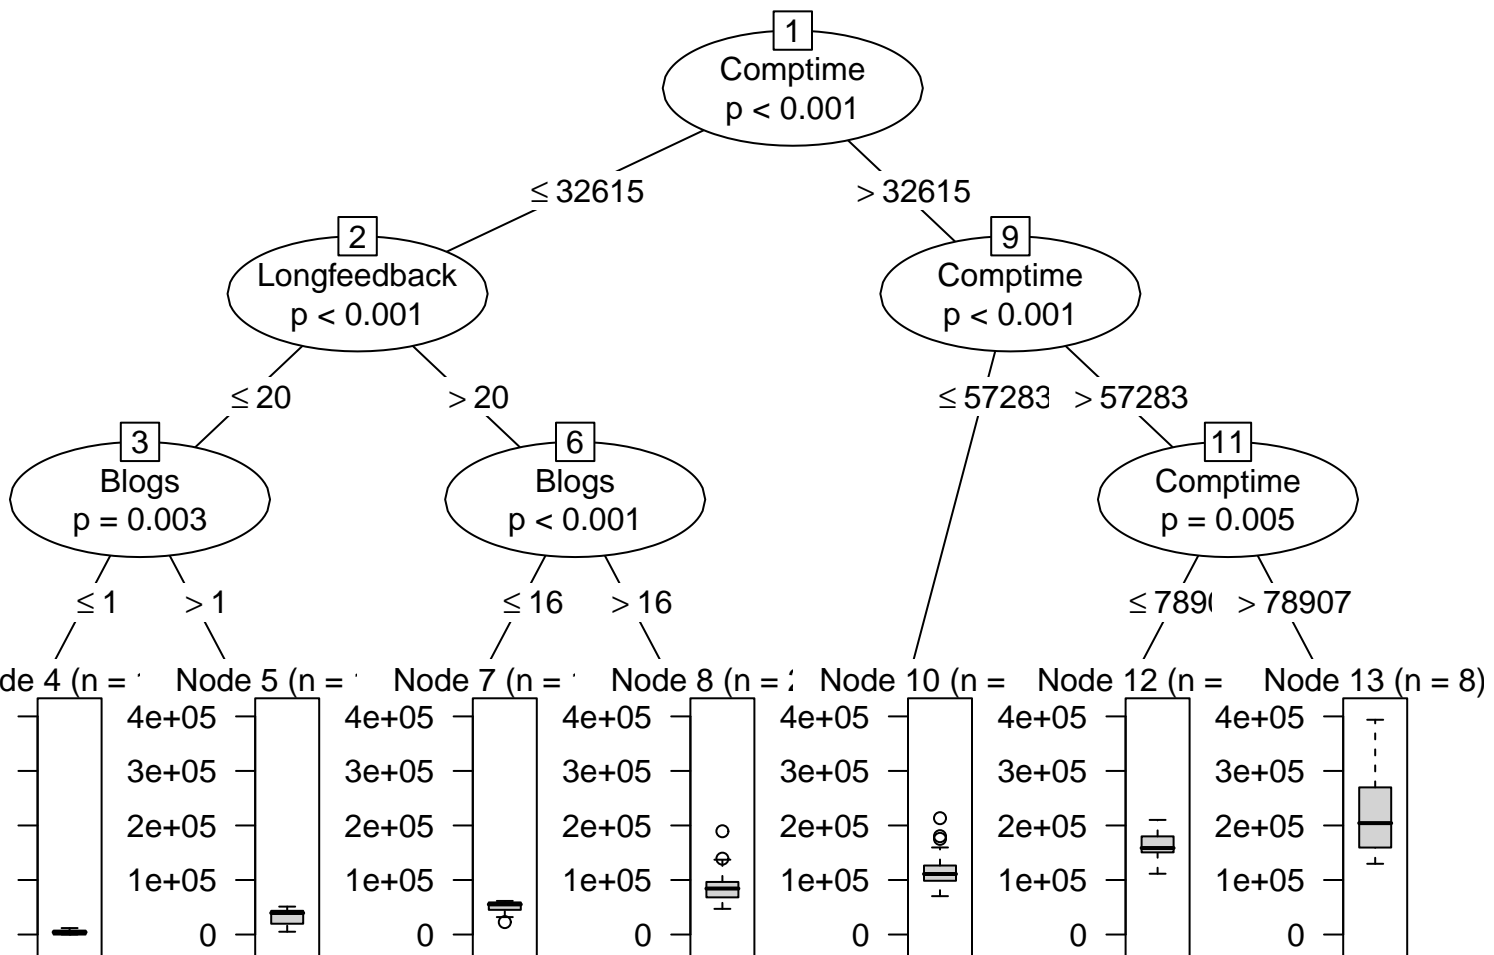 1
Comptime
p < 0.001
≤ 32615
> 32615
2
Longfeedback
p < 0.001
9
Comptime
p < 0.001
≤ 20
> 20
≤ 57283
> 57283
3
Blogs
p = 0.003
6
Blogs
p < 0.001
11
Comptime
p = 0.005
≤ 1
> 1
≤ 16
> 16
≤ 789
> 78907
de 4 (n =
Node 5 (n =
Node 7 (n =
Node 8 (n =
Node 10 (n =
Node 12 (n =
Node 13 (n = 8)
4e+05
3e+05
2e+05
1e+05
0
4e+05
3e+05
2e+05
1e+05
0
4e+05
3e+05
2e+05
1e+05
0
4e+05
3e+05
2e+05
1e+05
0
4e+05
3e+05
2e+05
1e+05
0
4e+05
3e+05
2e+05
1e+05
0